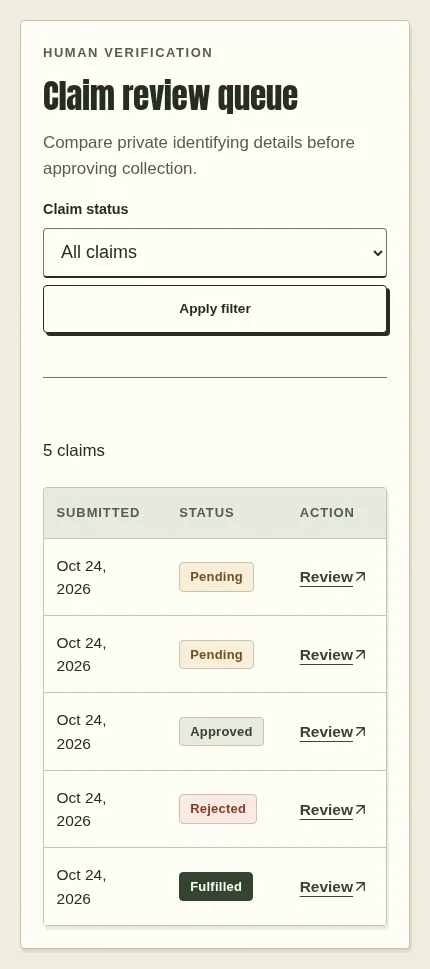 HUMAN VERIFICATION
Claim review queue
Compare private identifying details before
approving collection.
Claim status
All claims
Apply filter
5 claims
SUBMITTED STATUS ACTION
Oct 24,
2026
Pending
Review
Oct 24,
2026
Pending
Review
Oct 24,
2026
Approved
Review
Oct 24,
2026
Rejected
Review
Oct 24,
2026
Fulfilled
Review